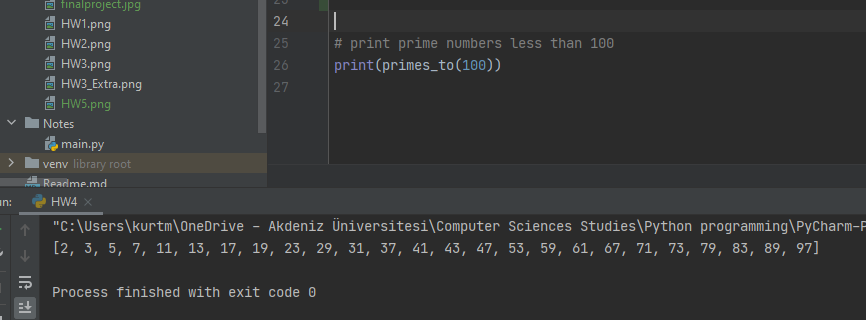 finalproject.jpg
HW1.png
HW2.png
HW3.png
HW3_Extra.png
HW5.png
Notes
main.py
venv library root
Readme.md
23
24
25 # print prime numbers less than 100
26 print(primes_to(100))
27
un: HW4
"C:\Users\kurtm\OneDrive - Akdeniz Üniversitesi\Computer Sciences Studies\Python programming\PyCharm-P
[2, 3, 5, 7, 11, 13, 17, 19, 23, 29, 31, 37, 41, 43, 47, 53, 59, 61, 67, 71, 73, 79, 83, 89, 97]
Process finished with exit code 0